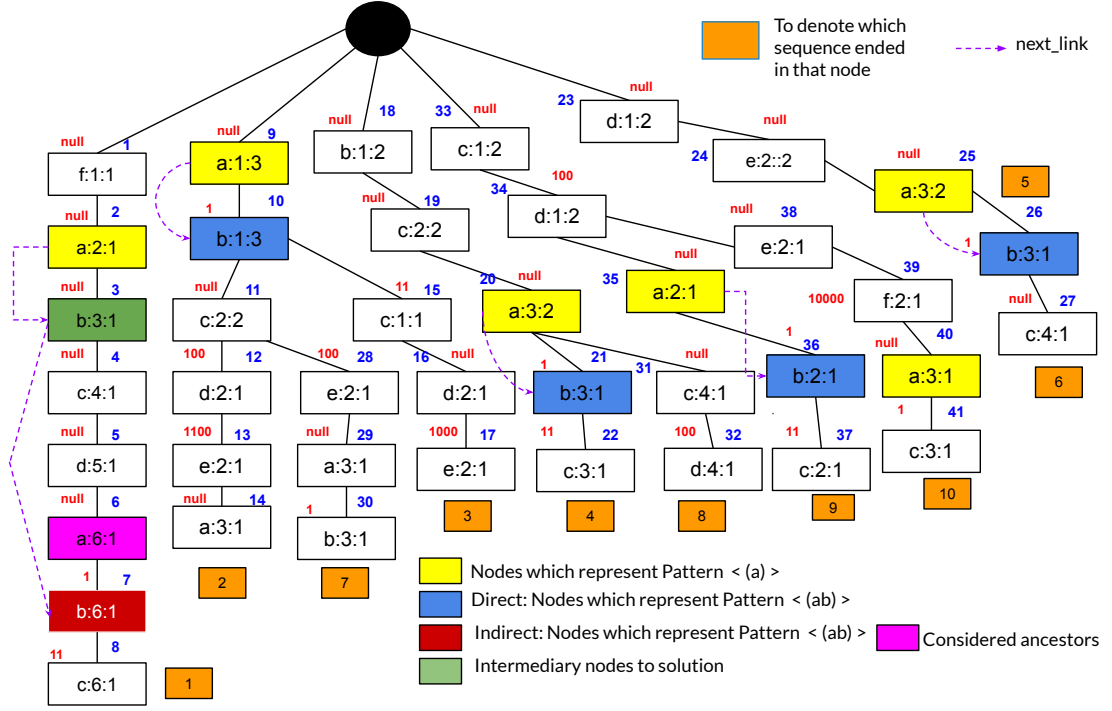 To denote which
sequence ended
in that node
next_link
null
1
f:1:1
null
2
a:2:1
null
3
b:3:1
null
4
c:4:1
null
5
d:5:1
null
6
a:6:1
1
7
b:6:1
11
8
c:6:1
1
null
9
a:1:3
1
10
b:1:3
null
11
c:2:2
100
12
d:2:1
1100
13
e:2:1
null
14
a:3:1
2
100
28
e:2:1
null
29
a:3:1
1
30
b:3:1
7
11
15
c:1:1
16
null
d:2:1
1000
17
e:2:1
3
null
18
b:1:2
null
19
c:2:2
20
null
a:3:2
1
21
b:3:1
11
22
c:3:1
4
31
null
c:4:1
100
32
d:4:1
8
33
null
c:1:2
34
100
d:1:2
35
null
a:2:1
1
36
b:2:1
11
37
c:2:1
9
null
38
e:2:1
39
10000
f:2:1
null
40
a:3:1
1
41
c:3:1
10
23
null
d:1:2
24
null
e:2::2
null
25
a:3:2
5
26
1
b:3:1
null
27
c:4:1
6
Nodes which represent Pattern < (a) >
Direct: Nodes which represent Pattern < (ab) >
Indirect: Nodes which represent Pattern < (ab) >
Considered ancestors
Intermediary nodes to solution